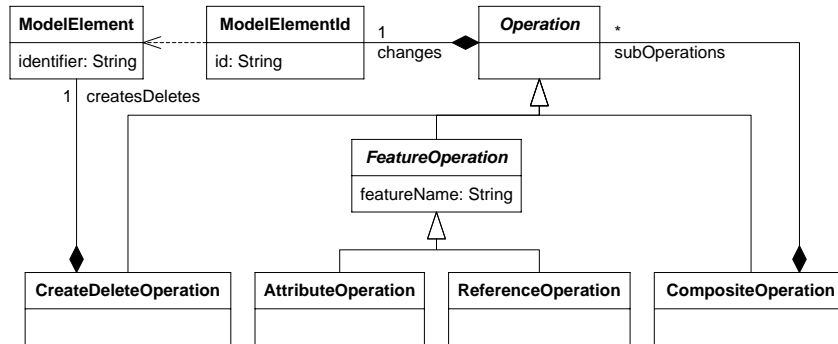 ModelElement
identifier: String
ModelElementId
id: String
1
changes
Operation
*
subOperations
1 createsDeletes
FeatureOperation
featureName: String
CreateDeleteOperation
AttributeOperation
ReferenceOperation
CompositeOperation